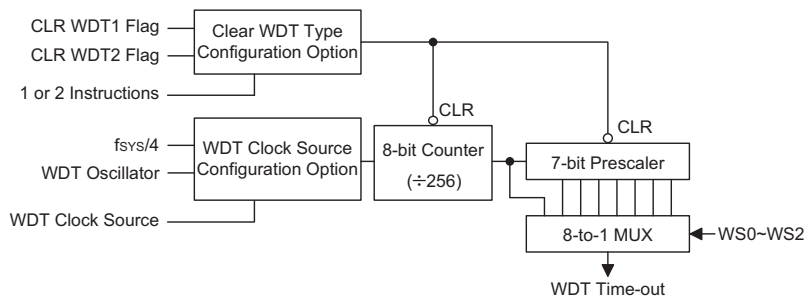 CLR WDT1 Flag
CLR WDT2 Flag
1 or 2 Instructions
Clear WDT Type
Configuration Option
CLR
CLR
fSYS/4
WDT Oscillator
WDT Clock Source
WDT Clock Source
Configuration Option
8-bit Counter
(÷256)
7-bit Prescaler
8-to-1 MUX
WS0~WS2
WDT Time-out